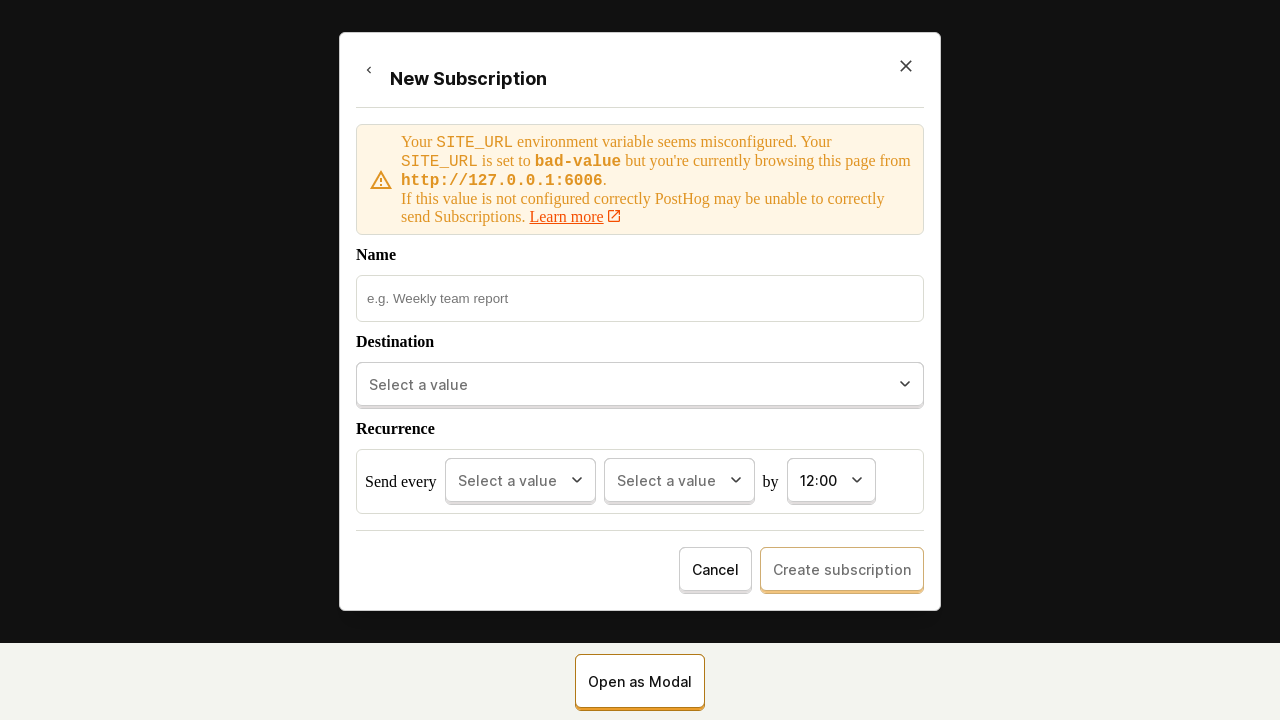 New Subscription
Your SITE_URL environment variable seems misconfigured. Your
SITE_URL is set to bad-value but you're currently browsing this page from
http://127.0.0.1:6006.
If this value is not configured correctly PostHog may be unable to correctly
send Subscriptions. Learn more
Name
e.g. Weekly team report
Destination
Select a value
Recurrence
Send every Select a value Select a value by 12:00
Cancel Create subscription
Open as Modal